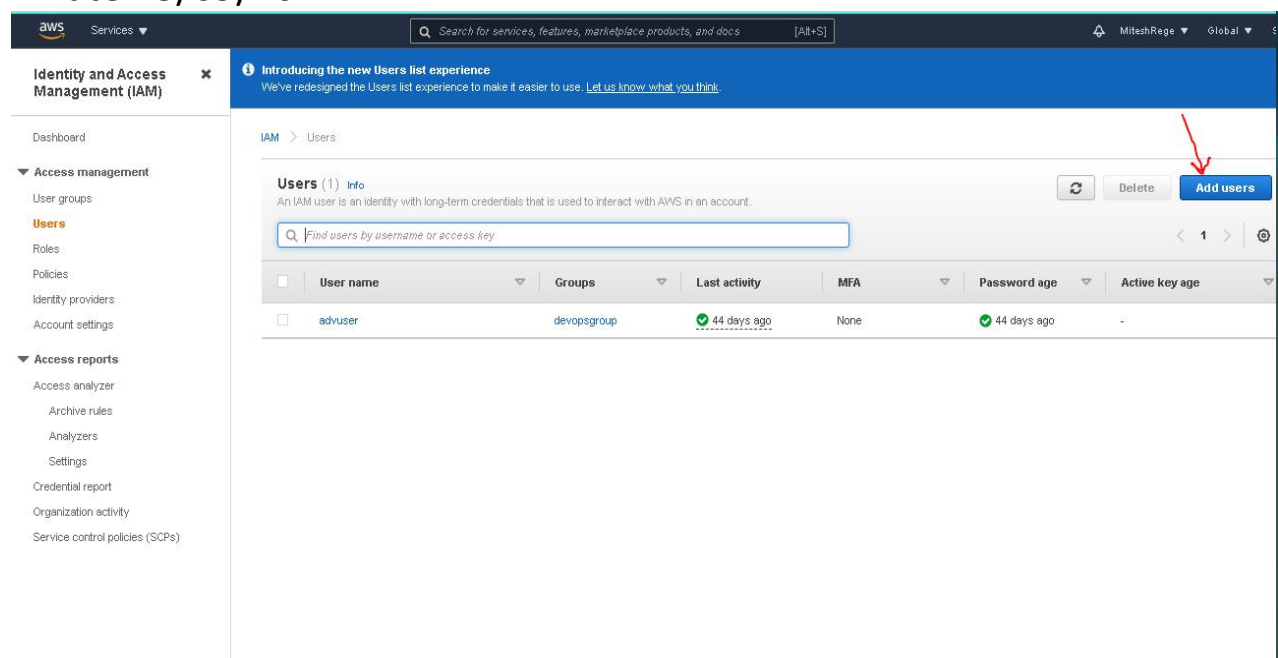 aws Services ▼ Search for services, features, marketplace products, and docs [Alt+S] MiteshRege ▼ Global ▼
Identity and Access
Management (IAM)
Dashboard
Access management
User groups
Users
Roles
Policies
Identity providers
Account settings
Access reports
Access analyzer
Archive rules
Analyzers
Settings
Credential report
Organization activity
Service control policies (SCPs)
Introducing the new Users list experience
We've redesigned the Users list experience to make it easier to use. Let us know what you think.
IAM > Users
Users (1) Info
An IAM user is an identity with long-term credentials that is used to interact with AWS in an account.
Delete Add users
Find users by username or access key
< 1 >
User name Groups Last activity MFA Password age Active key age
advuser devopsgroup 44 days ago None 44 days ago -